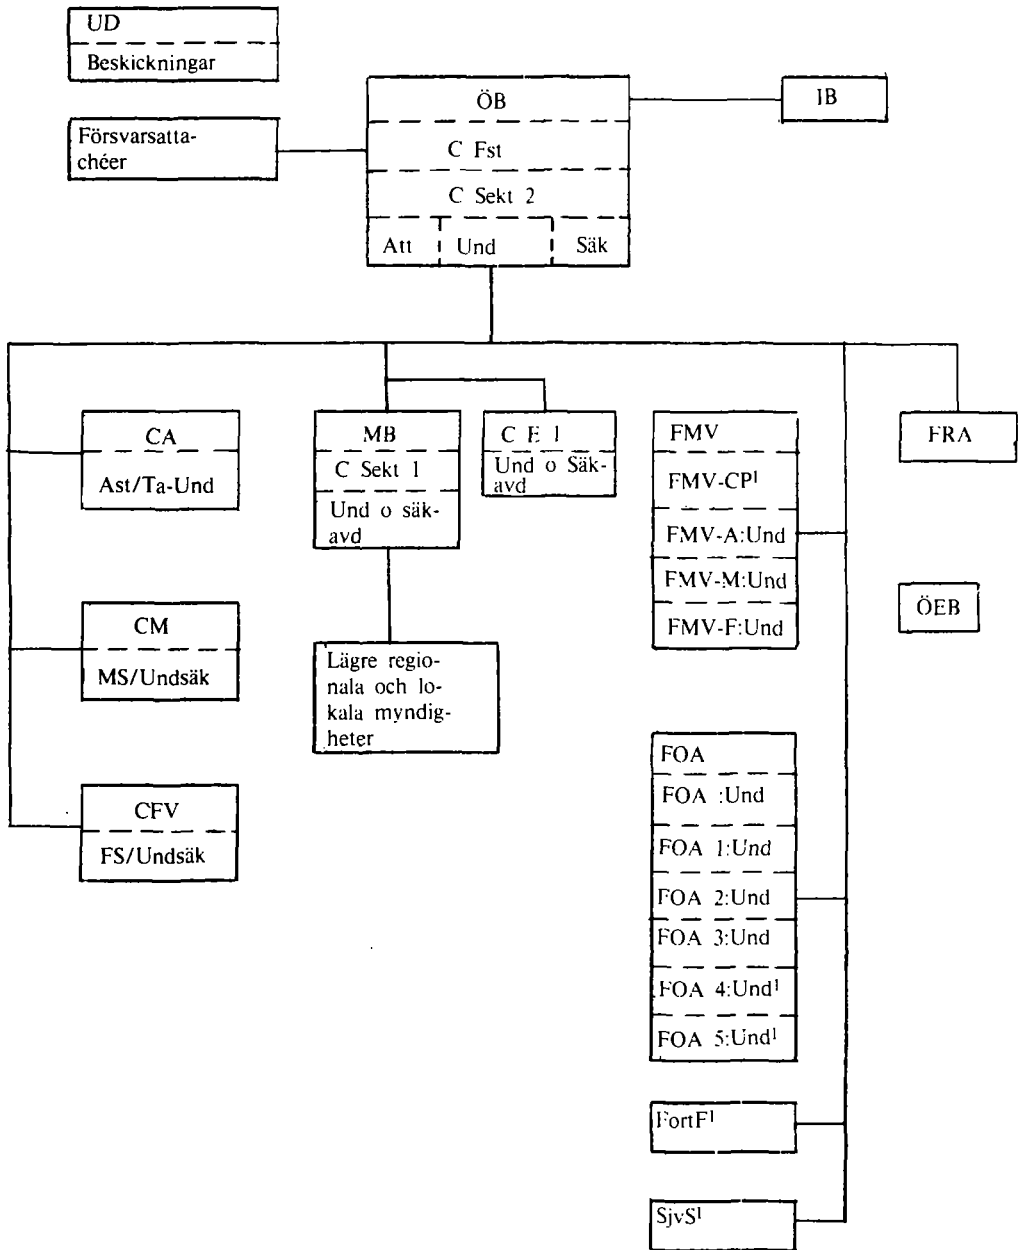 UD
Beskickningar
Försvarsatta-
chéer
ÖB
C Fst
C Sekt 2
Att Und Säk
IB
CA
Ast/Ta-Und
CM
MS/Undsäk
CFV
FS/Undsäk
MB
C Sekt 1
Und o säk-
avd
Lägre regio-
nala och lo-
kala myndig-
heter
C E 1
Und o Säk-
avd
FMV
FMV-CP¹
FMV-A:Und
FMV-M:Und
FMV-F:Und
FOA
FOA :Und
FOA 1:Und
FOA 2:Und
FOA 3:Und
FOA 4:Und¹
FOA 5:Und¹
FortF¹
SjvS¹
FRA
ÖEB